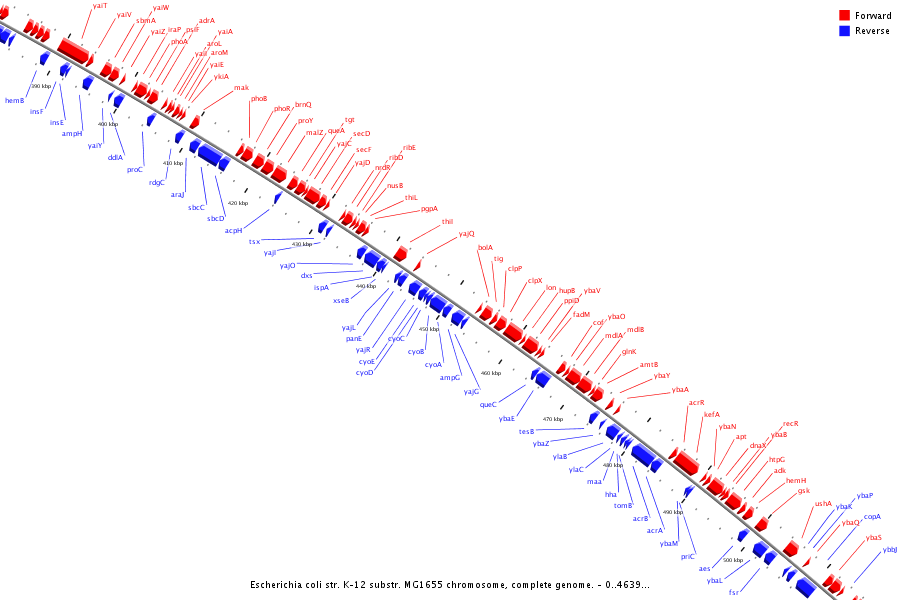 Forward
Reverse
yaiT
yaiV
yaiW
sbmA
adrA
yaiZ
iraP
psiF
yaiA
phoA
aroL
yaiI
aroM
yaiE
ykiA
mak
hemB
390 kbp
insF
insE
ampH
400 kbp
yaiY
ddlA
proC
410 kbp
rdgC
araJ
sbcC
sbcD
phoB
phoR
brnQ
proY
malZ
queA
tgt
yajC
secD
secF
yajD
ribE
ribD
nrdR
nusB
thiL
pgpA
thiI
yajQ
420 kbp
acpH
tsx
430 kbp
yajI
yajO
dxs
ispA
440 kbp
xseB
yajL
panE
yajR
cyoE
cyoD
cyoC
450 kbp
cyoB
cyoA
ampG
yajG
bolA
tig
clpP
clpX
lon
hupB
ybaV
ppiD
fadM
cof
ybaO
mdlA
mdlB
glnK
amtB
ybaY
ybaA
460 kbp
queC
ybaE
470 kbp
tesB
ybaZ
ylaB
ylaC
480 kbp
maa
hha
tomB
acrB
acrA
ybaM
490 kbp
priC
acrR
kefA
ybaN
apt
dnaX
recR
ybaB
htpG
adk
hemH
gsk
ushA
ybaK
ybaP
ybaQ
copA
ybaS
ybbJ
aes
500 kbp
ybaL
fsr
Escherichia coli str. K-12 substr. MG1655 chromosome, complete genome. - 0..4639...